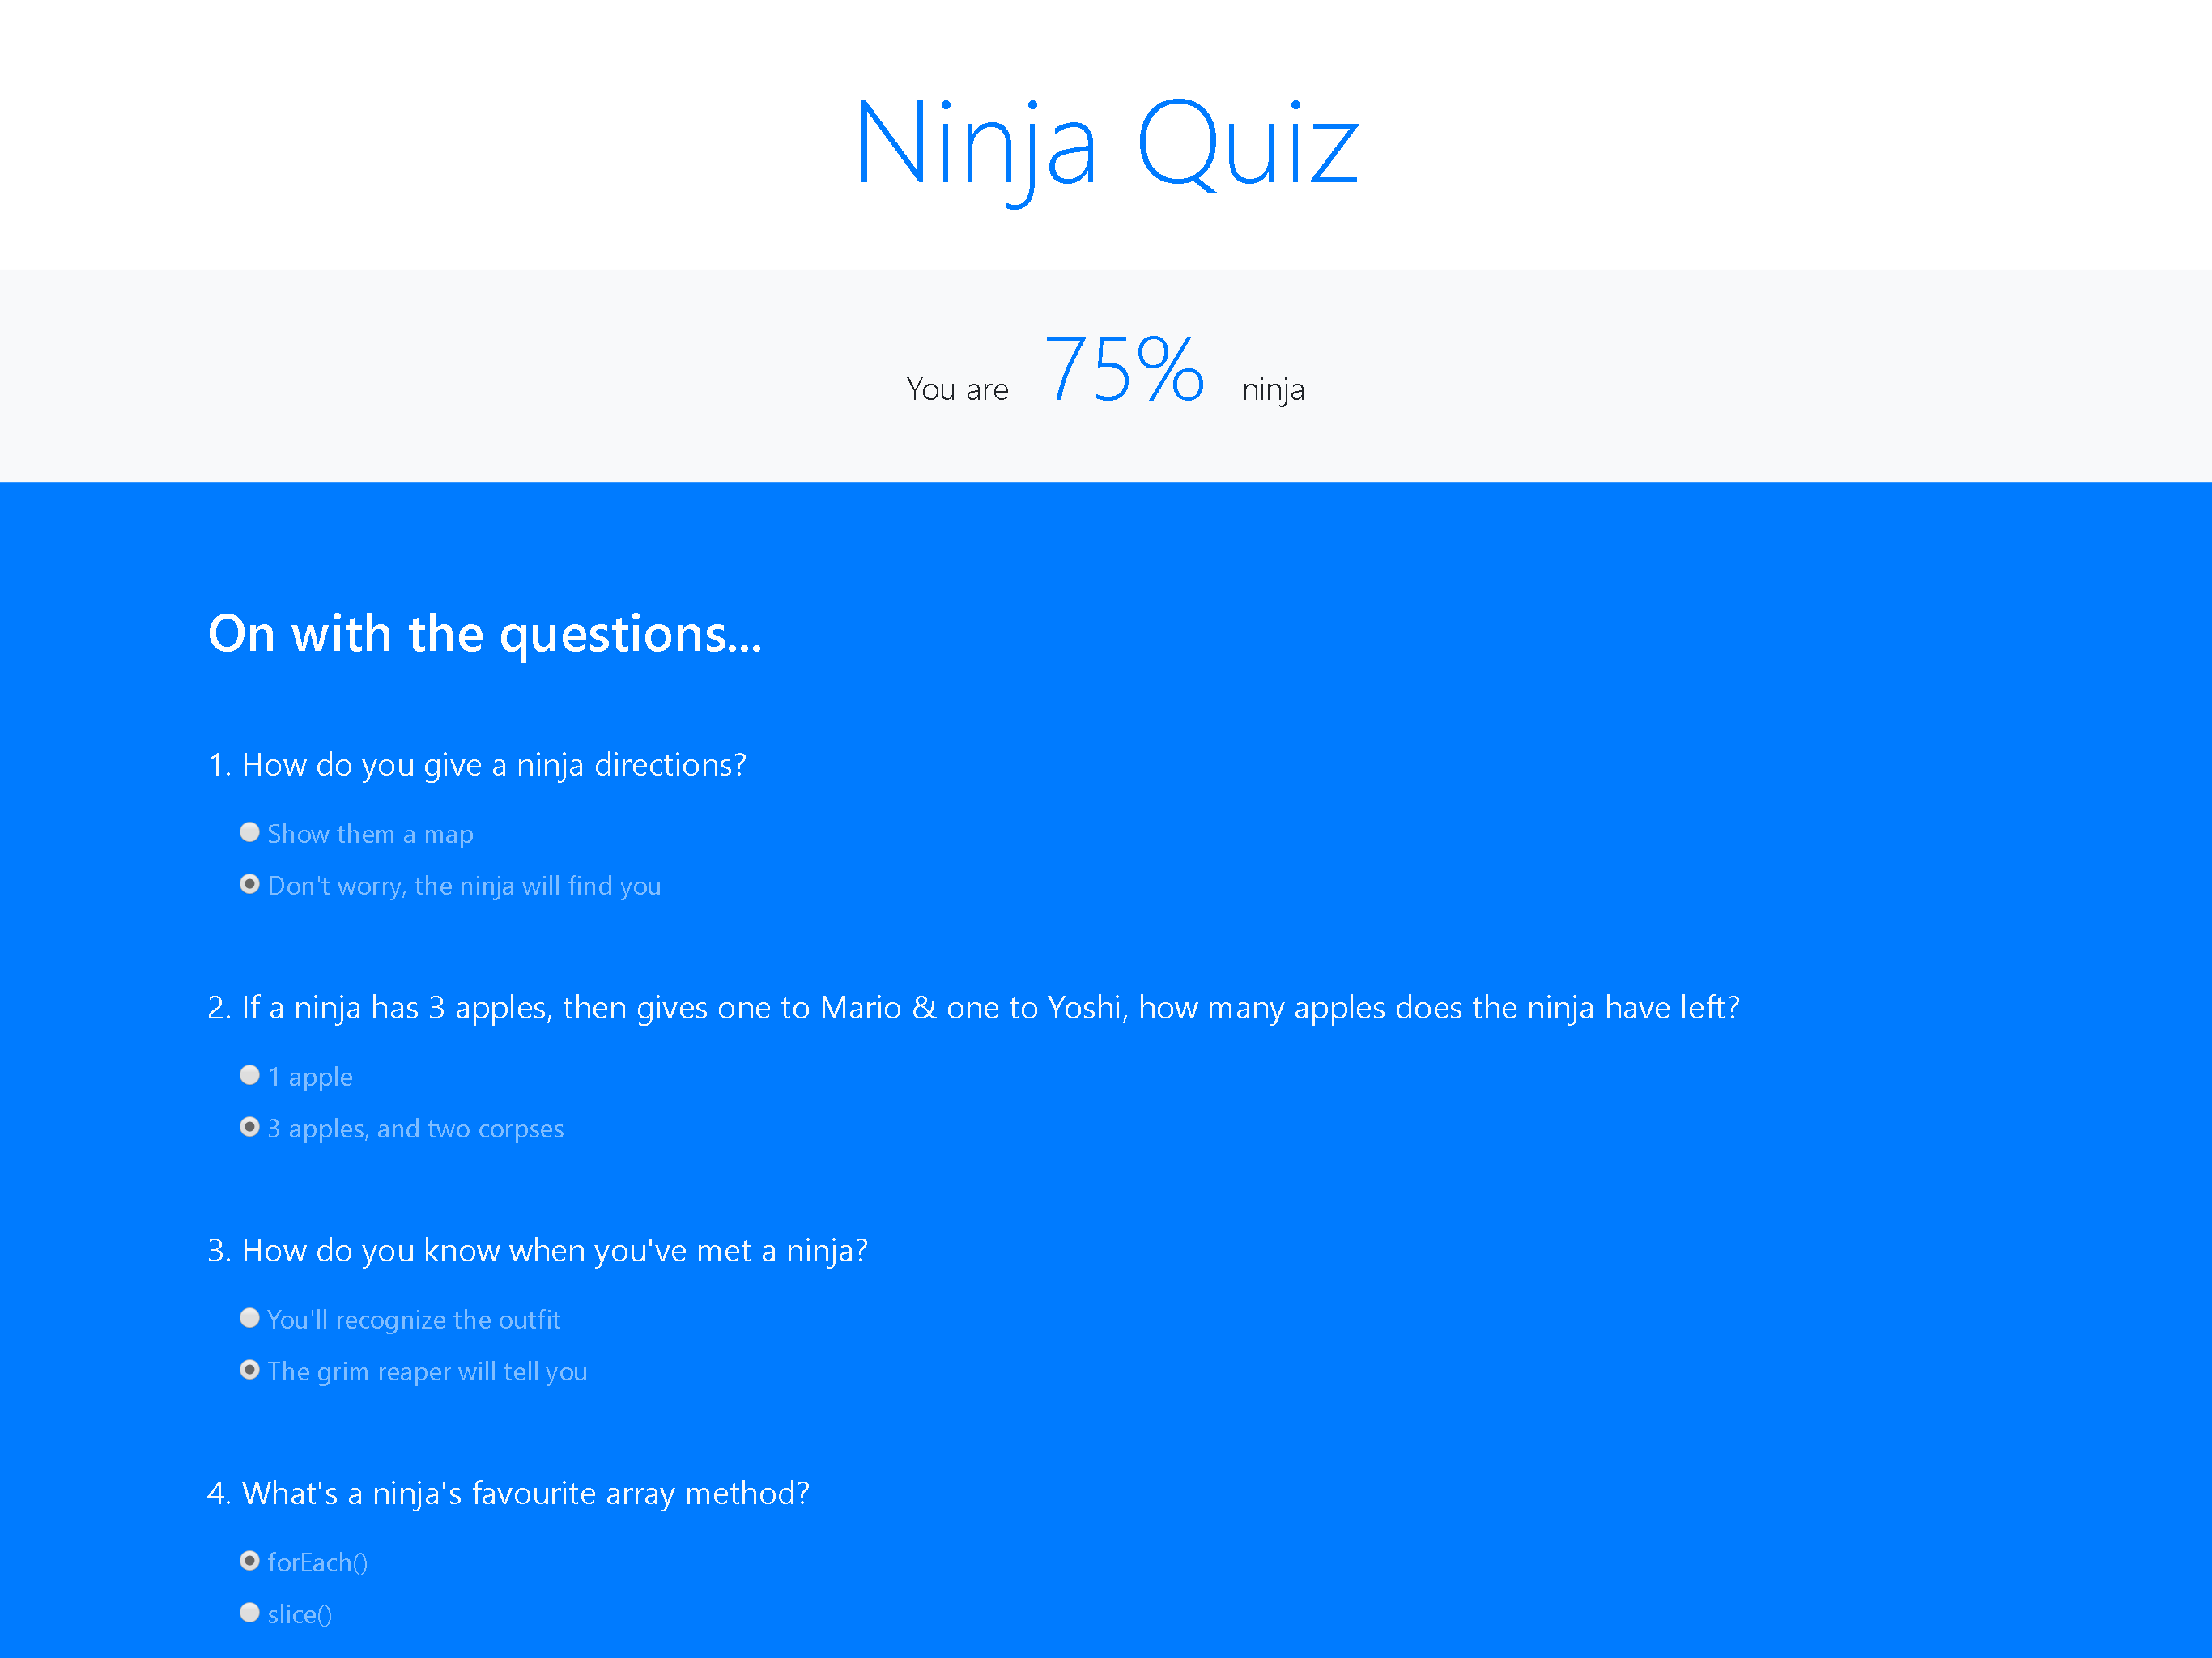 Ninja Quiz
You are 75% ninja
On with the questions...
1. How do you give a ninja directions?
Show them a map
Don't worry, the ninja will find you
2. If a ninja has 3 apples, then gives one to Mario & one to Yoshi, how many apples does the ninja have left?
1 apple
3 apples, and two corpses
3. How do you know when you've met a ninja?
You'll recognize the outfit
The grim reaper will tell you
4. What's a ninja's favourite array method?
forEach()
slice()